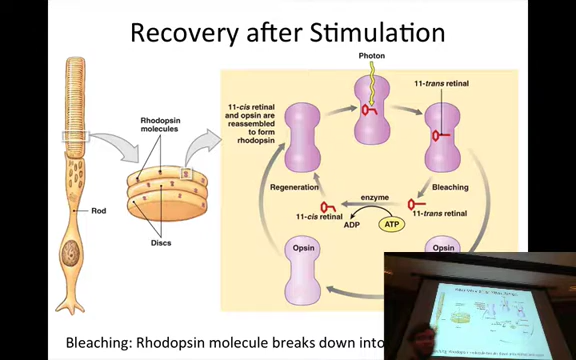 Recovery after Stimulation
Photon
11-cis retinal
and opsin are
reassembled
to form
rhodopsin
11-trans retinal
Rhodopsin
molecules
Regeneration
enzyme
Bleaching
11-cis retinal
11-trans retinal
ADP
ATP
Rod
Discs
Opsin
Opsin
Bleaching: Rhodopsin molecule breaks down into